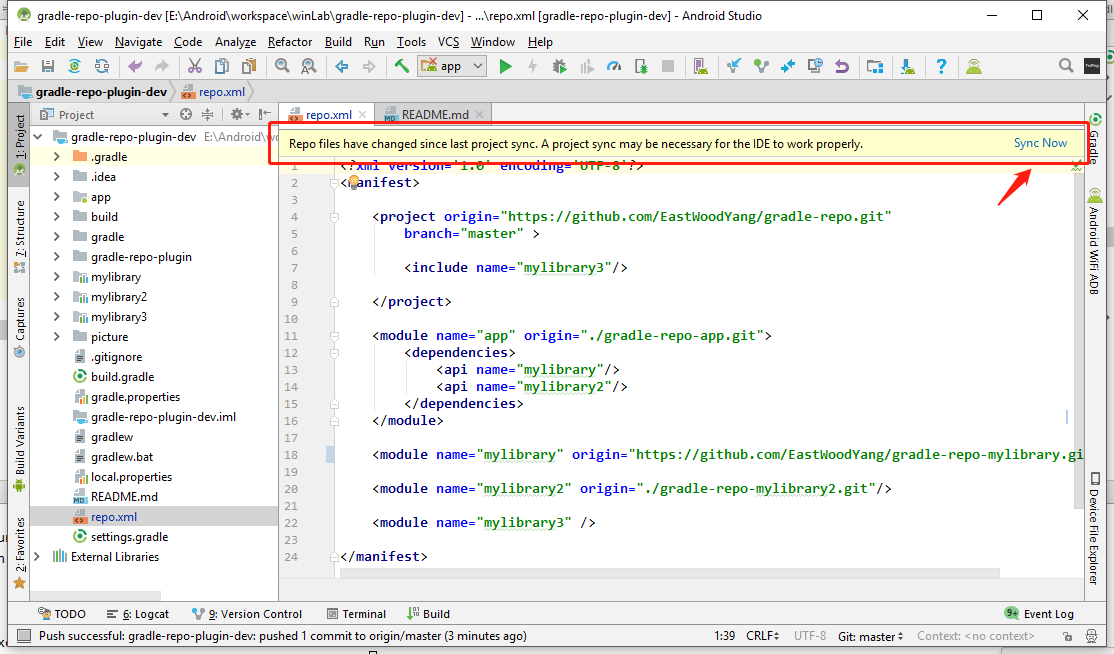 gradle-repo-plugin-dev [E:\Android\workspace\winLab\gradle-repo-plugin-dev] - ...\repo.xml [gradle-repo-plugin-dev] - Android Studio
File Edit View Navigate Code Analyze Refactor Build Run Tools VCS Window Help
app
gradle-repo-plugin-dev repo.xml
Project
repo.xml
README.md
1: Project
7: Structure
Captures
Build Variants
2: Favorites
gradle-repo-plugin-dev E:\Android\wo
.gradle
.idea
app
build
gradle
gradle-repo-plugin
mylibrary
mylibrary2
mylibrary3
picture
.gitignore
build.gradle
gradle.properties
gradle-repo-plugin-dev.iml
gradlew
gradlew.bat
local.properties
README.md
repo.xml
settings.gradle
External Libraries
Repo files have changed since last project sync. A project sync may be necessary for the IDE to work properly. Sync Now
1 <?xml version="1.0" encoding="UTF-8"?>
2 <manifest>
3
4 <project origin="https://github.com/EastWoodYang/gradle-repo.git"
5 branch="master" >
6
7 <include name="mylibrary3"/>
8
9 </project>
10
11 <module name="app" origin="./gradle-repo-app.git">
12 <dependencies>
13 <api name="mylibrary"/>
14 <api name="mylibrary2"/>
15 </dependencies>
16 </module>
17
18 <module name="mylibrary" origin="https://github.com/EastWoodYang/gradle-repo-mylibrary.gi
19
20 <module name="mylibrary2" origin="./gradle-repo-mylibrary2.git"/>
21
22 <module name="mylibrary3" />
23
24 </manifest>
Gradle
Android WiFi ADB
Device File Explorer
TODO 6: Logcat 9: Version Control Terminal Build 9+ Event Log
Push successful: gradle-repo-plugin-dev: pushed 1 commit to origin/master (3 minutes ago) 1:39 CRLF UTF-8 Git: master Context: <no context>